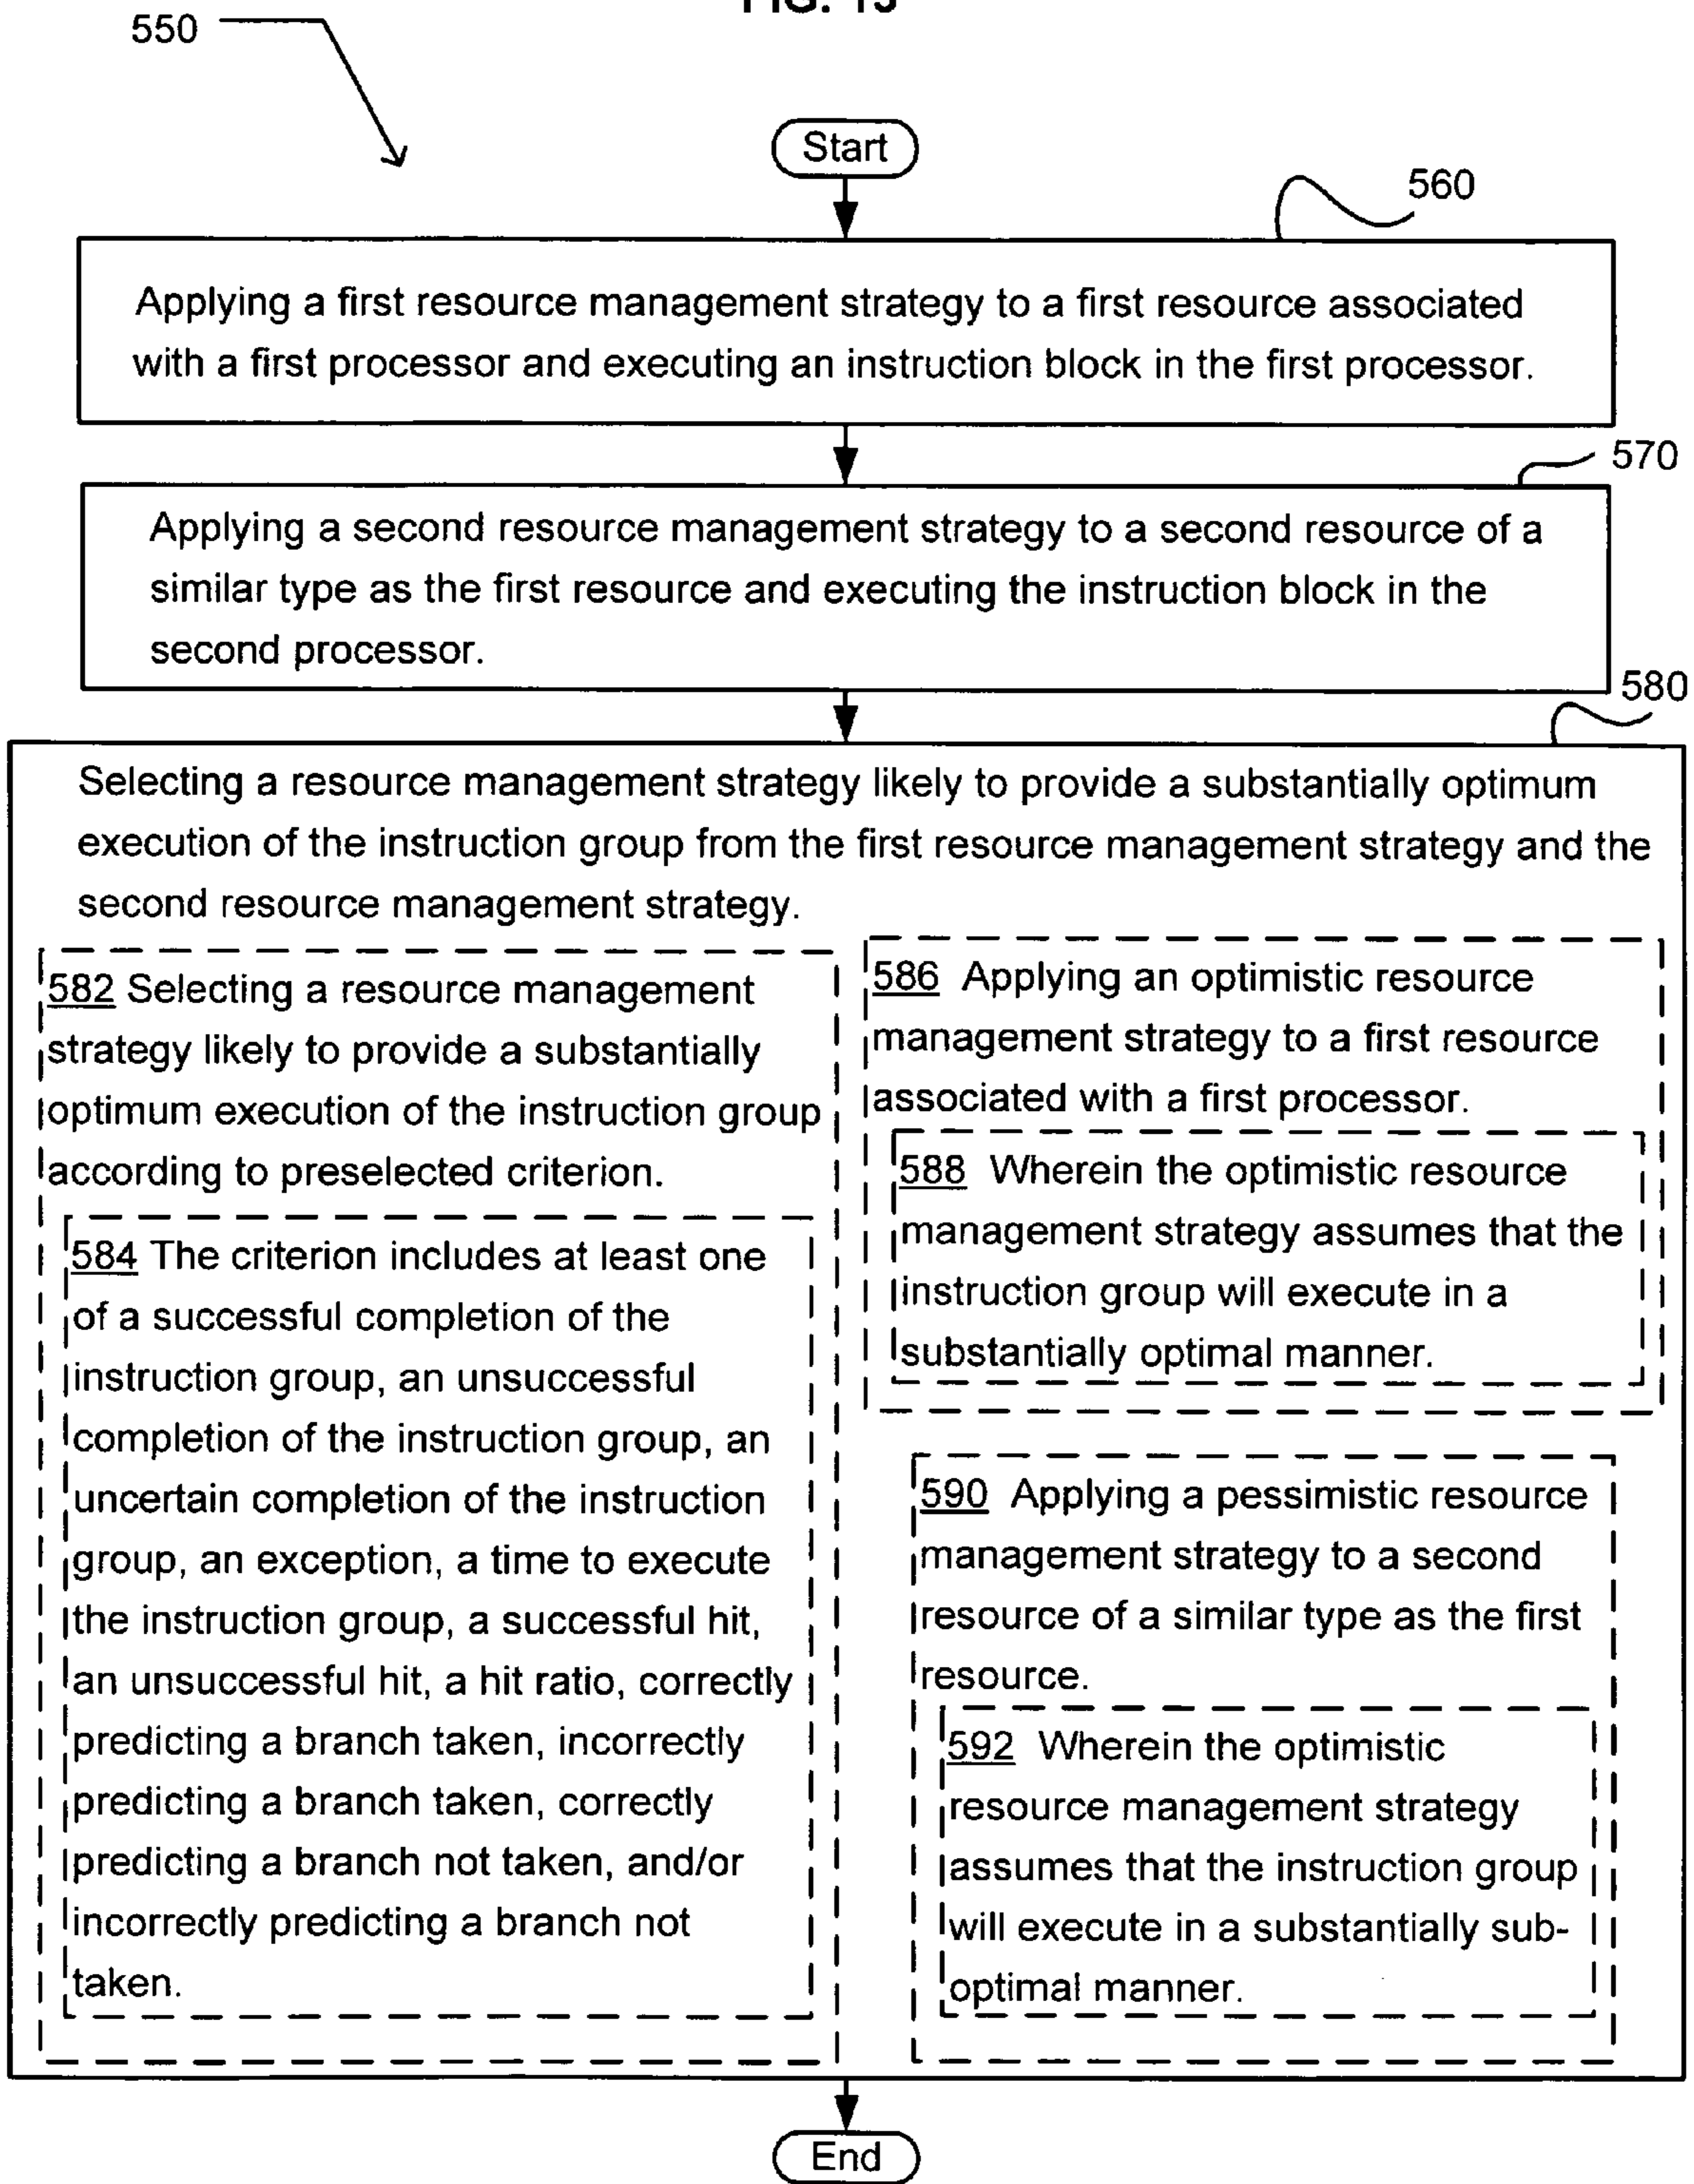 550
Start
560
Applying a first resource management strategy to a first resource associated
with a first processor and executing an instruction block in the first processor.
570
Applying a second resource management strategy to a second resource of a
similar type as the first resource and executing the instruction block in the
second processor.
580
Selecting a resource management strategy likely to provide a substantially optimum
execution of the instruction group from the first resource management strategy and the
second resource management strategy.
582 Selecting a resource management
strategy likely to provide a substantially
optimum execution of the instruction group
according to preselected criterion.
584 The criterion includes at least one
of a successful completion of the
instruction group, an unsuccessful
completion of the instruction group, an
uncertain completion of the instruction
group, an exception, a time to execute
the instruction group, a successful hit,
an unsuccessful hit, a hit ratio, correctly
predicting a branch taken, incorrectly
predicting a branch taken, correctly
predicting a branch not taken, and/or
incorrectly predicting a branch not
taken.
586 Applying an optimistic resource
management strategy to a first resource
associated with a first processor.
588 Wherein the optimistic resource
management strategy assumes that the
instruction group will execute in a
substantially optimal manner.
590 Applying a pessimistic resource
management strategy to a second
resource of a similar type as the first
resource.
592 Wherein the optimistic
resource management strategy
assumes that the instruction group
will execute in a substantially sub-
optimal manner.
End